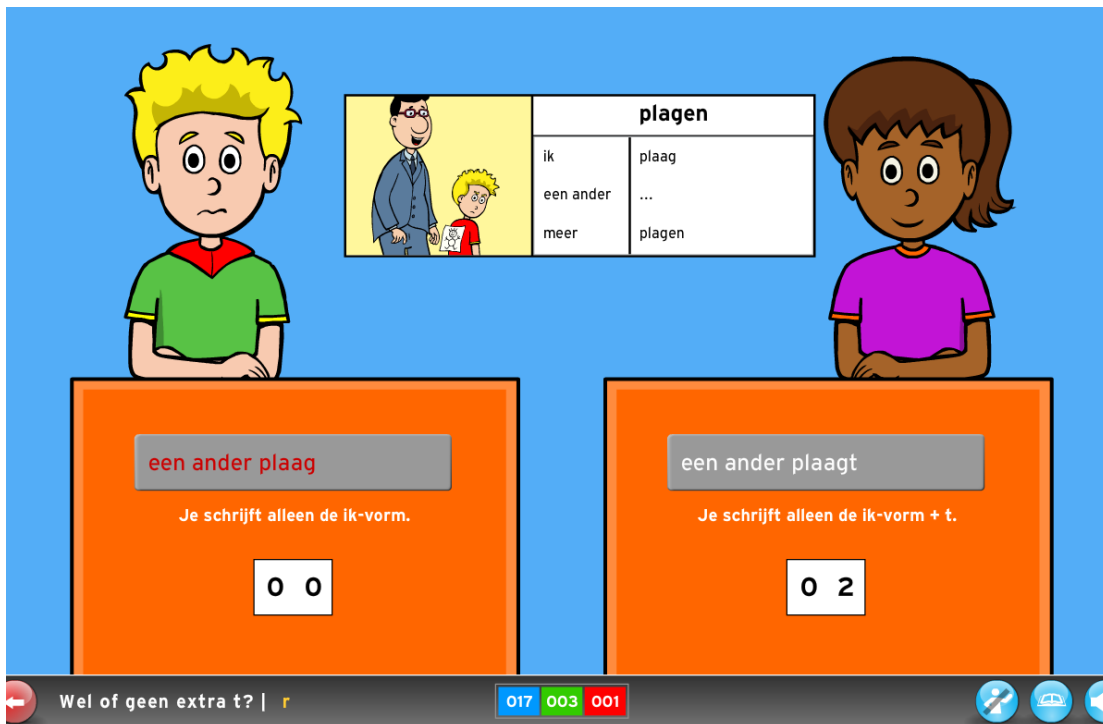 plagen
ik plaag
een ander ...
meer plagen
een ander plaag
Je schrijft alleen de ik-vorm.
0 0
een ander plaagt
Je schrijft alleen de ik-vorm + t.
0 2
Wel of geen extra t? | r
017 003 001